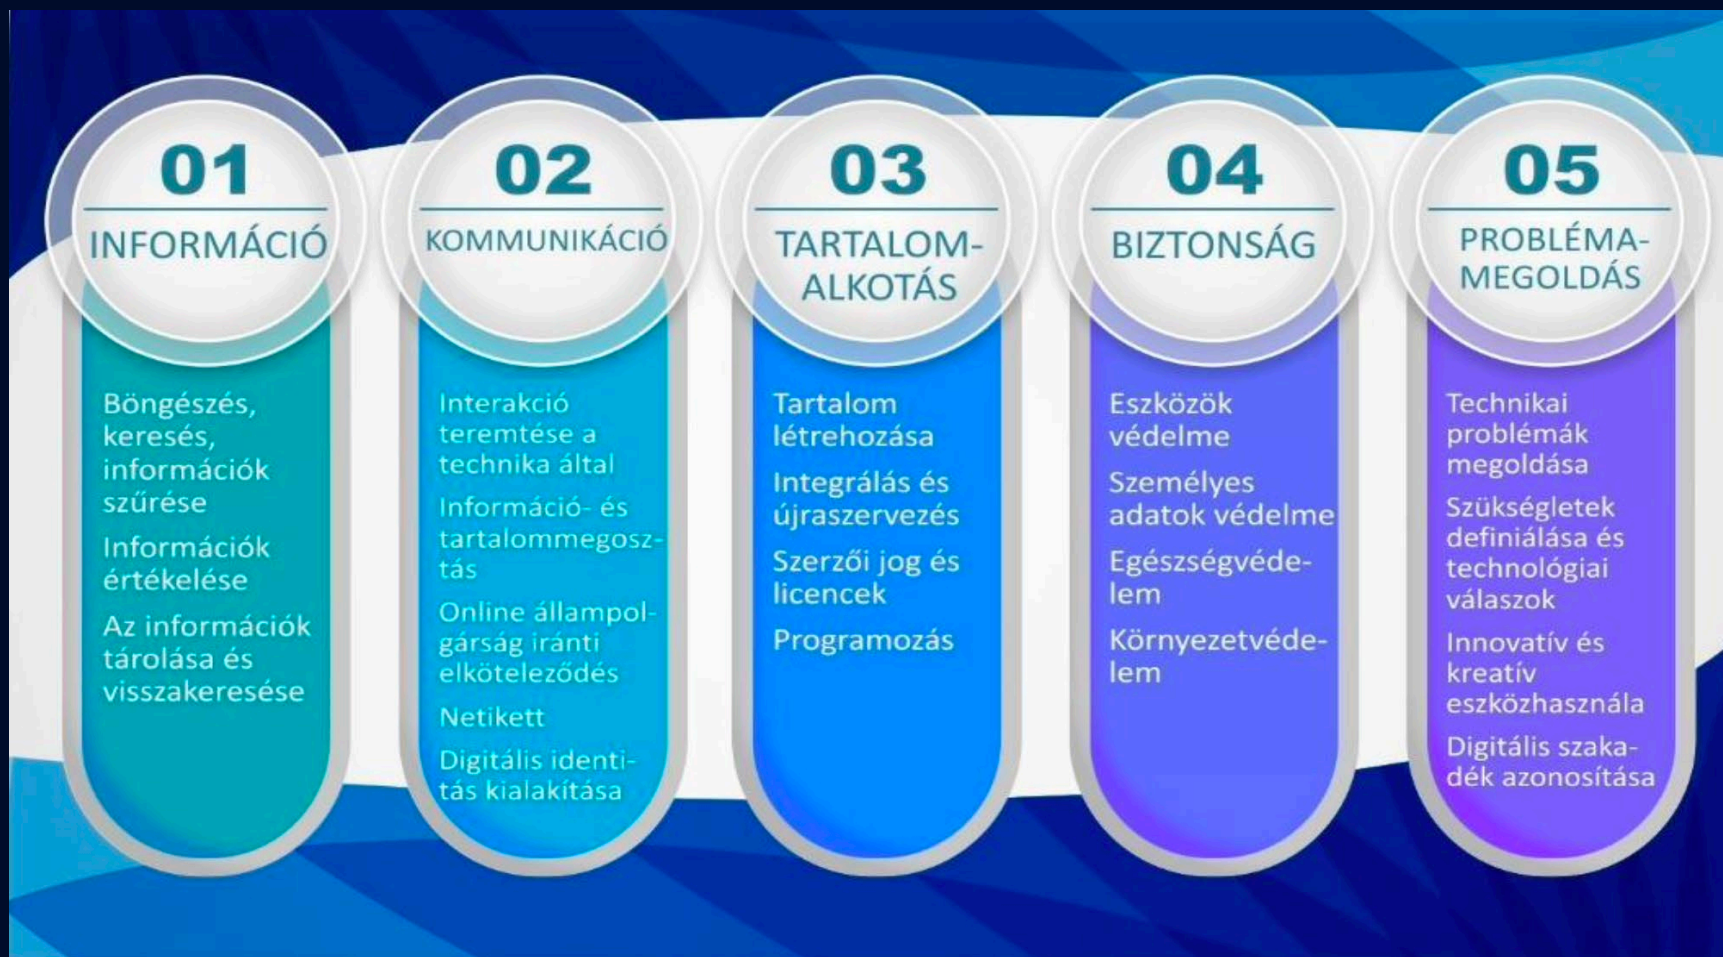 01
INFORMÁCIÓ
Böngészés,
keresés,
információk
szűrése
Információk
értékelése
Az információk
tárolása és
visszakeresése
02
KOMMUNIKÁCIÓ
Interakció
teremtése a
technika által
Információ- és
tartalommegosz-
tás
Online állampol-
gárság iránti
elköteleződés
Netikett
Digitális identi-
tás kialakítása
03
TARTALOM-
ALKOTÁS
Tartalom
létrehozása
Integrálás és
újraszervezés
Szerzői jog és
licencek
Programozás
04
BIZTONSÁG
Eszközök
védelme
Személyes
adatok védelme
Egészségvéde-
lem
Környezetvéde-
lem
05
PROBLÉMA-
MEGOLDÁS
Technikai
problémák
megoldása
Szükségletek
definiálása és
technológiai
válaszok
Innovatív és
kreatív
eszközhasznála
Digitális szaka-
dék azonosítása